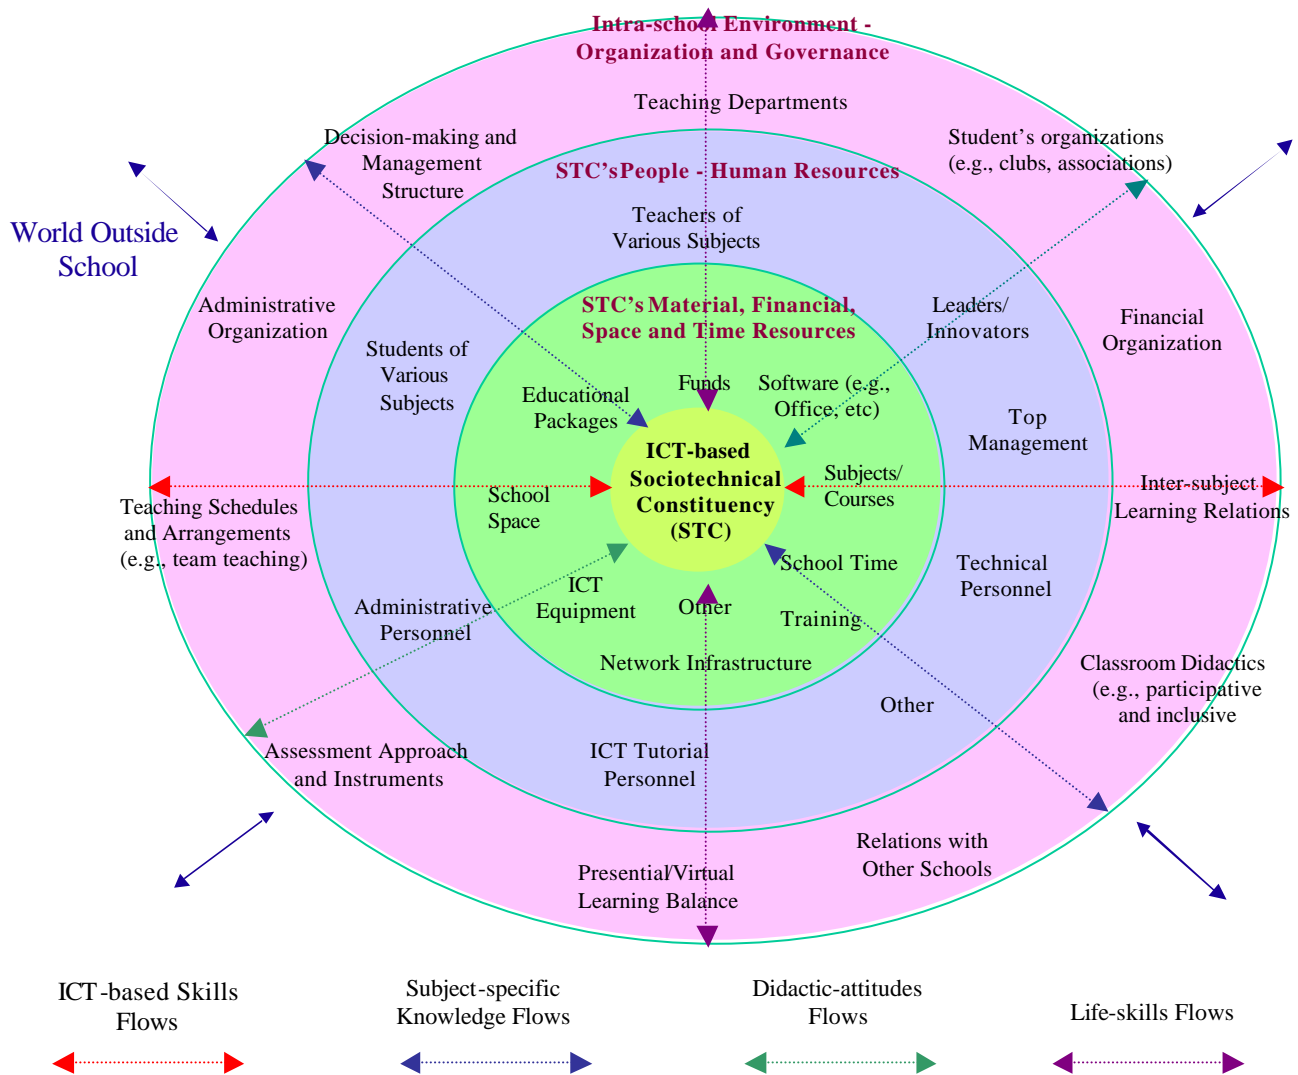 Intra-school Environment -
Organization and Governance
Teaching Departments
Decision-making and
Management
Structure
Student's organizations
(e.g., clubs, associations)
STC's People - Human Resources
Teachers of
Various Subjects
World Outside
School
Administrative
Organization
STC's Material, Financial,
Space and Time Resources
Leaders/
Innovators
Financial
Organization
Students of
Various
Subjects
Educational
Packages
Funds
Software (e.g.,
Office, etc)
Top
Management
ICT-based
Sociotechnical
Constituency
(STC)
Subjects/
Courses
School
Space
Inter-subject
Learning Relations
Teaching Schedules
and Arrangements
(e.g., team teaching)
School Time
Technical
Personnel
ICT
Equipment
Administrative
Personnel
Other
Training
Network Infrastructure
Classroom Didactics
(e.g., participative
and inclusive
Other
Assessment Approach
and Instruments
ICT Tutorial
Personnel
Relations with
Other Schools
Presential/Virtual
Learning Balance
ICT-based Skills
Flows
Subject-specific
Knowledge Flows
Didactic-attitudes
Flows
Life-skills Flows